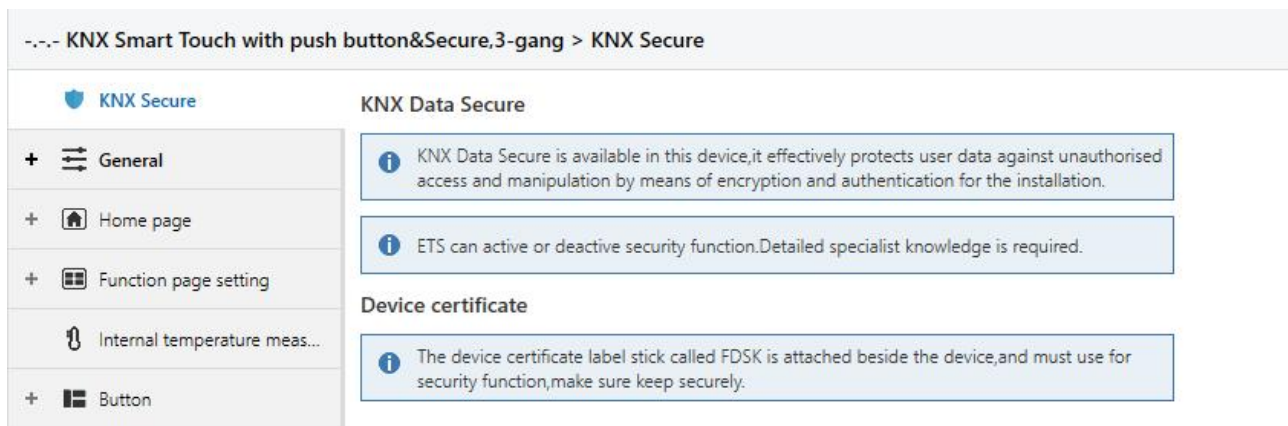 -.-.- KNX Smart Touch with push button&Secure,3-gang > KNX Secure
KNX Secure
+ General
+ Home page
+ Function page setting
Internal temperature meas...
+ Button
KNX Data Secure
KNX Data Secure is available in this device,it effectively protects user data against unauthorised
access and manipulation by means of encryption and authentication for the installation.
ETS can active or deactive security function.Detailed specialist knowledge is required.
Device certificate
The device certificate label stick called FDSK is attached beside the device,and must use for
security function,make sure keep securely.